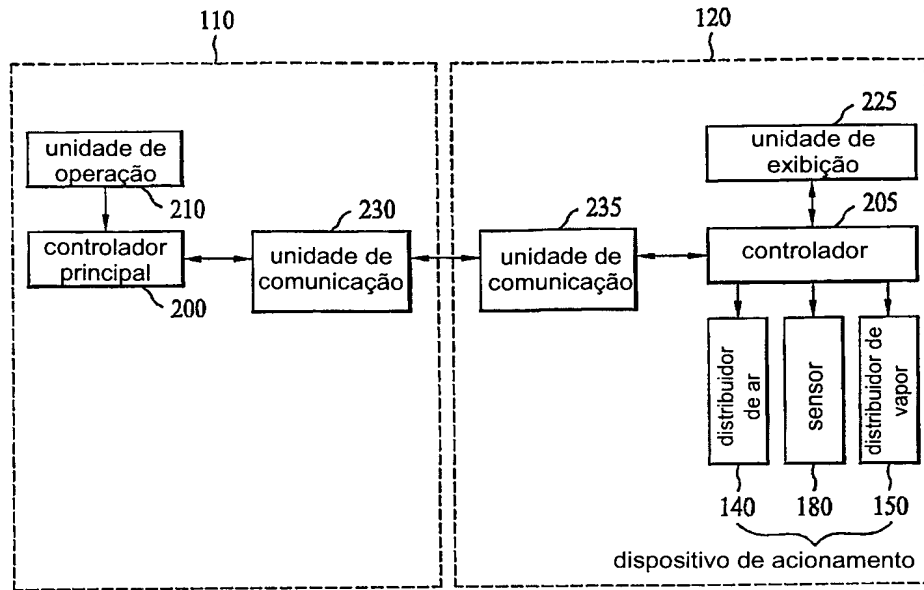 110
120
unidade de
operação
210
controlador
principal
200
230
unidade de
comunicação
235
unidade de
comunicação
225
unidade de
exibição
205
controlador
distribuidor
de ar
sensor
distribuidor de
vapor
140
180
150
dispositivo de acionamento